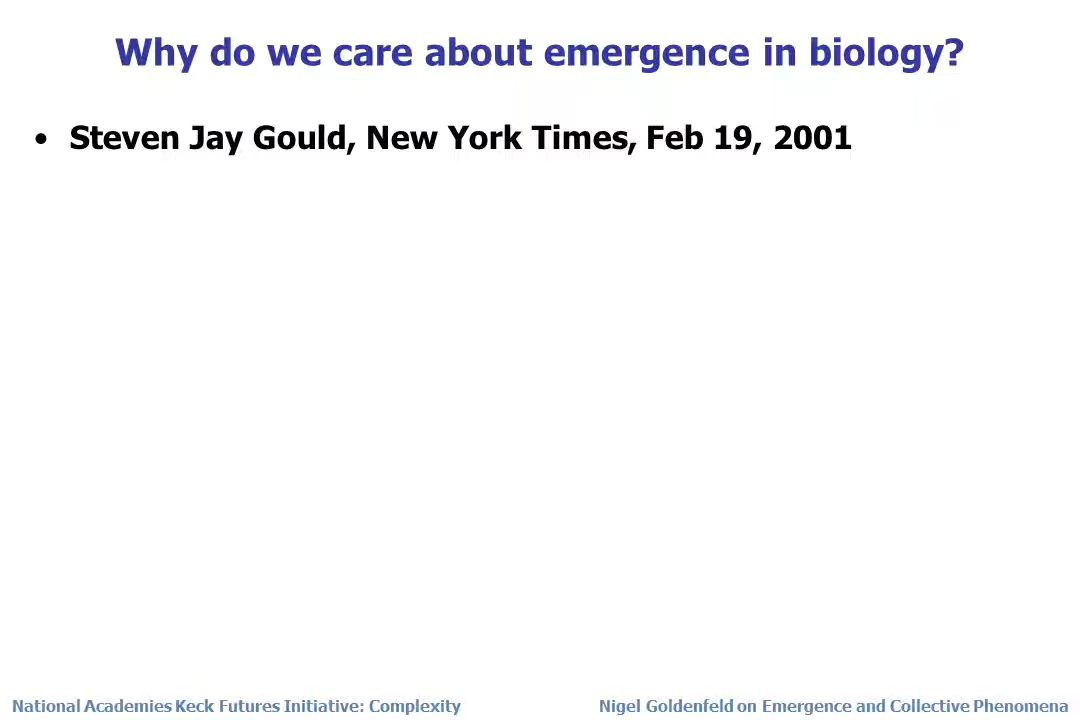 Why do we care about emergence in biology?
• Steven Jay Gould, New York Times, Feb 19, 2001
National Academies Keck Futures Initiative: Complexity
Nigel Goldenfeld on Emergence and Collective Phenomena